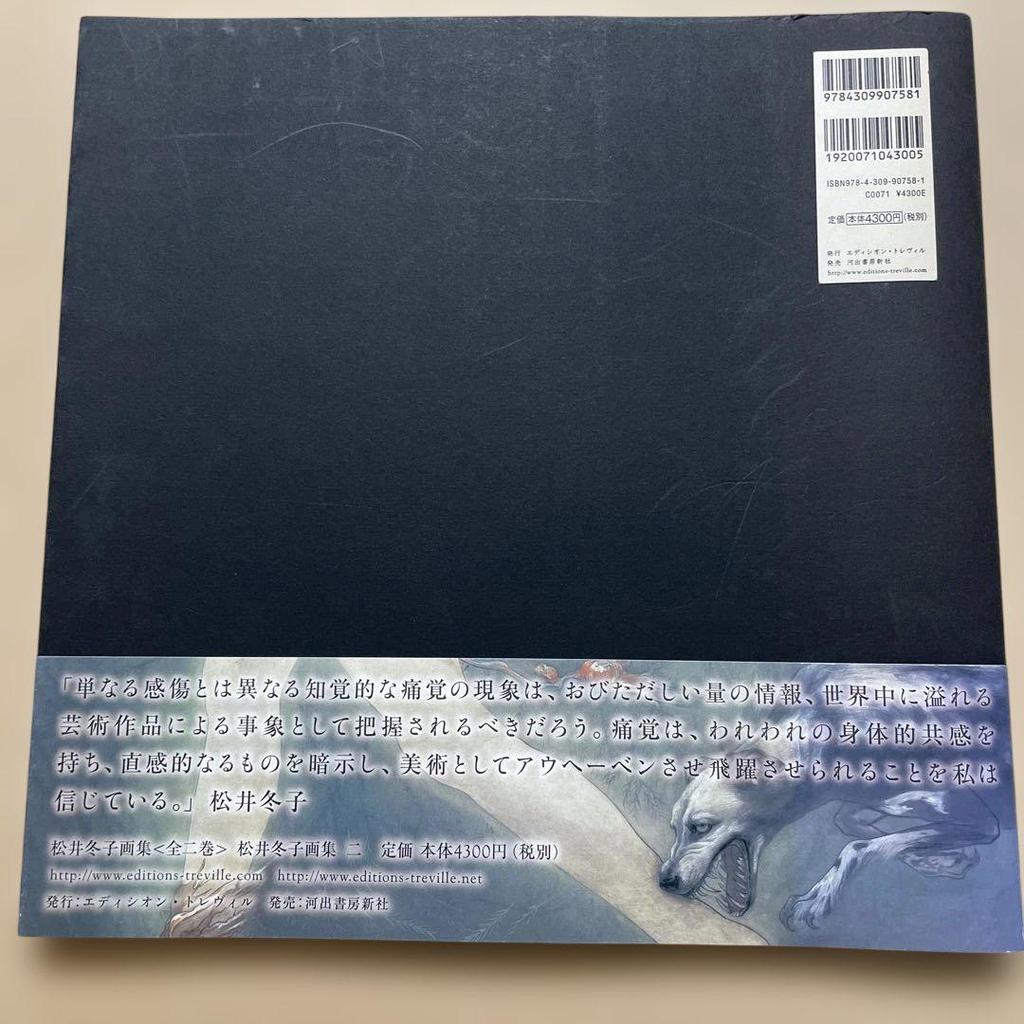 9784309907581
1920071043005
ISBN978-4-309-90758-1
C0071 ¥4300E
定価 本体4300円(税別)
発行 エディシオン・トレヴィル
発売 河出書房新社
http://www.editions-treville.com
「単なる感傷とは異なる知覚的な痛覚の現象は、おびただしい量の情報、世界中に溢れる
芸術作品による事象として把握されるべきだろう。痛覚は、われわれの身体的共感を
持ち、直感的なるものを暗示し、美術としてアウヘーベンさせ飛躍させられることを私は
信じている。」 松井冬子
松井冬子画集<全二巻> 松井冬子画集 二 定価 本体4300円(税別)
http://www.editions-treville.com http://www.editions-treville.net
発行:エディシオン・トレヴィル 発売:河出書房新社